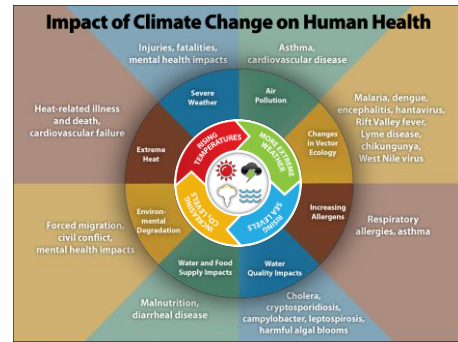 Impact of Climate Change on Human Health
Injuries, fatalities,
mental health impacts
Asthma,
cardiovascular disease
Heat-related illness
and death,
cardiovascular failure
Malaria, dengue,
encephalitis, hantavirus,
Rift Valley fever,
Lyme disease,
chikungunya,
West Nile virus
Severe
Weather
Air
Pollution
Extreme
Heat
Changes
in Vector
Ecology
RISING
TEMPERATURES
MORE EXTREME
WEATHER
INCREASING
CO2 LEVELS
RISING
SEA LEVELS
Environ-
mental
Degradation
Increasing
Allergens
Water and Food
Supply Impacts
Water
Quality Impacts
Forced migration,
civil conflict,
mental health impacts
Respiratory
allergies, asthma
Malnutrition,
diarrheal disease
Cholera,
cryptosporidiosis,
campylobacter, leptospirosis,
harmful algal blooms